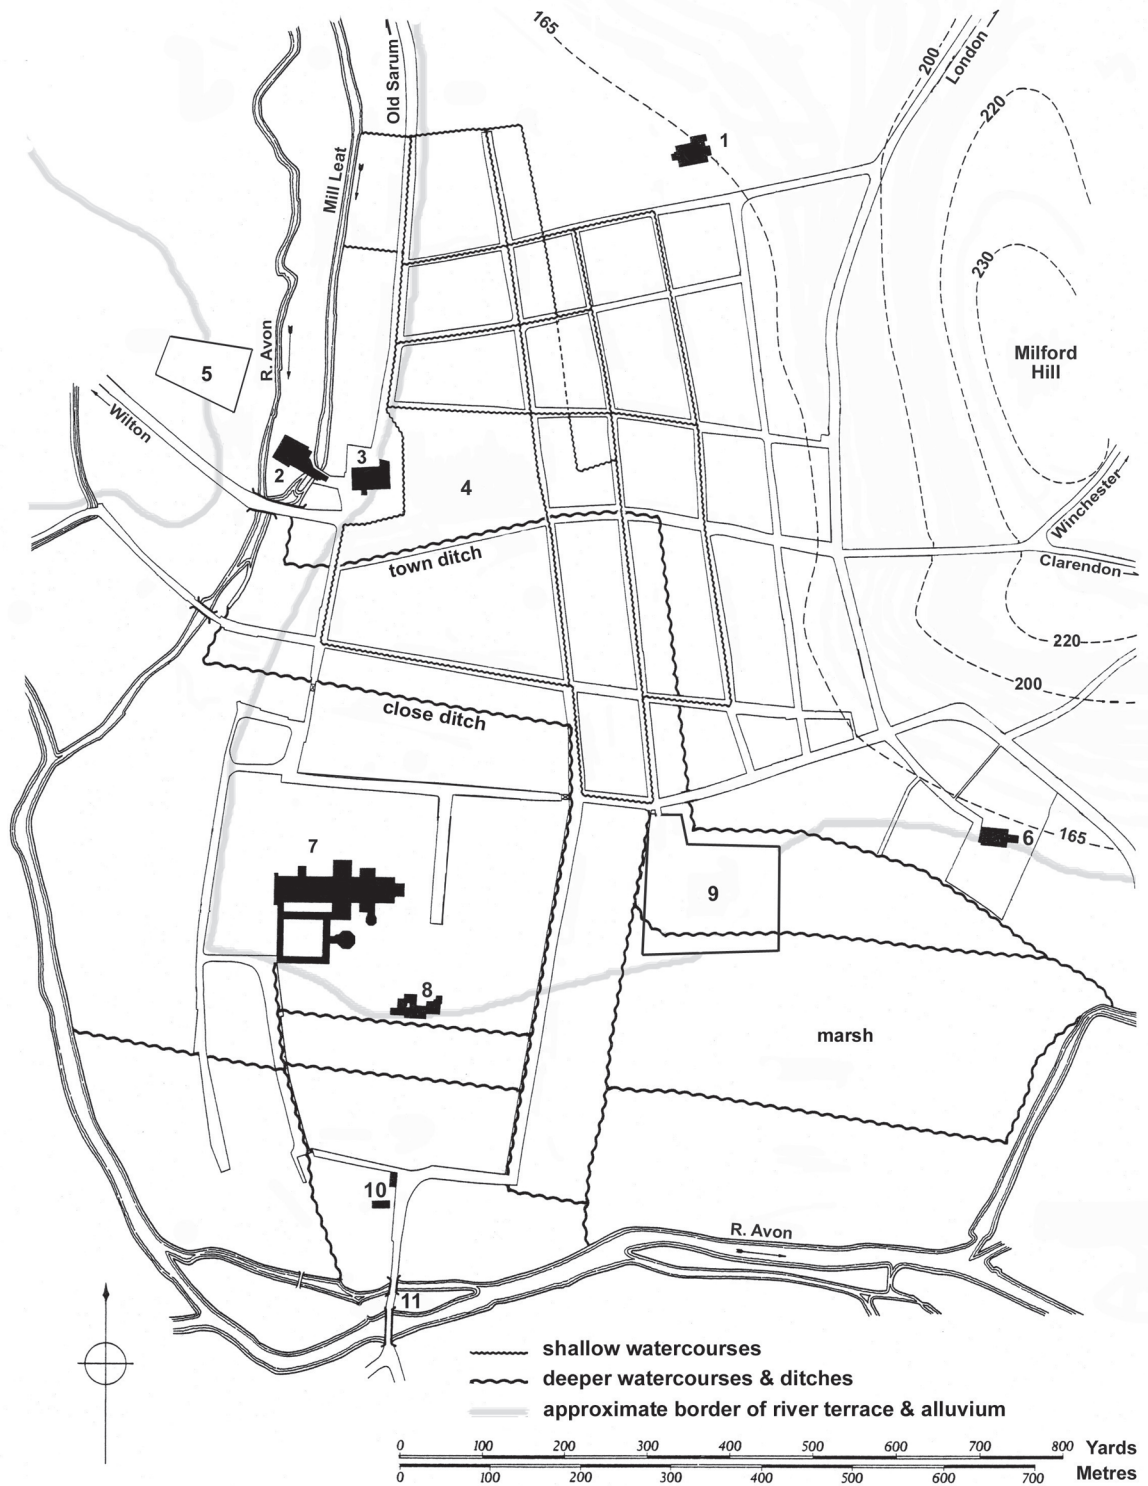 165
Old Sarum
200
London
220
1
Mill Leat
230
Milford
Hill
R. Avon
5
Wilton
2
3
4
Winchester
town ditch
Clarendon
220
200
close ditch
165
6
7
9
8
marsh
10
R. Avon
11
shallow watercourses
deeper watercourses & ditches
approximate border of river terrace & alluvium
0 100 200 300 400 500 600 700 800 Yards
0 100 200 300 400 500 600 700 Metres